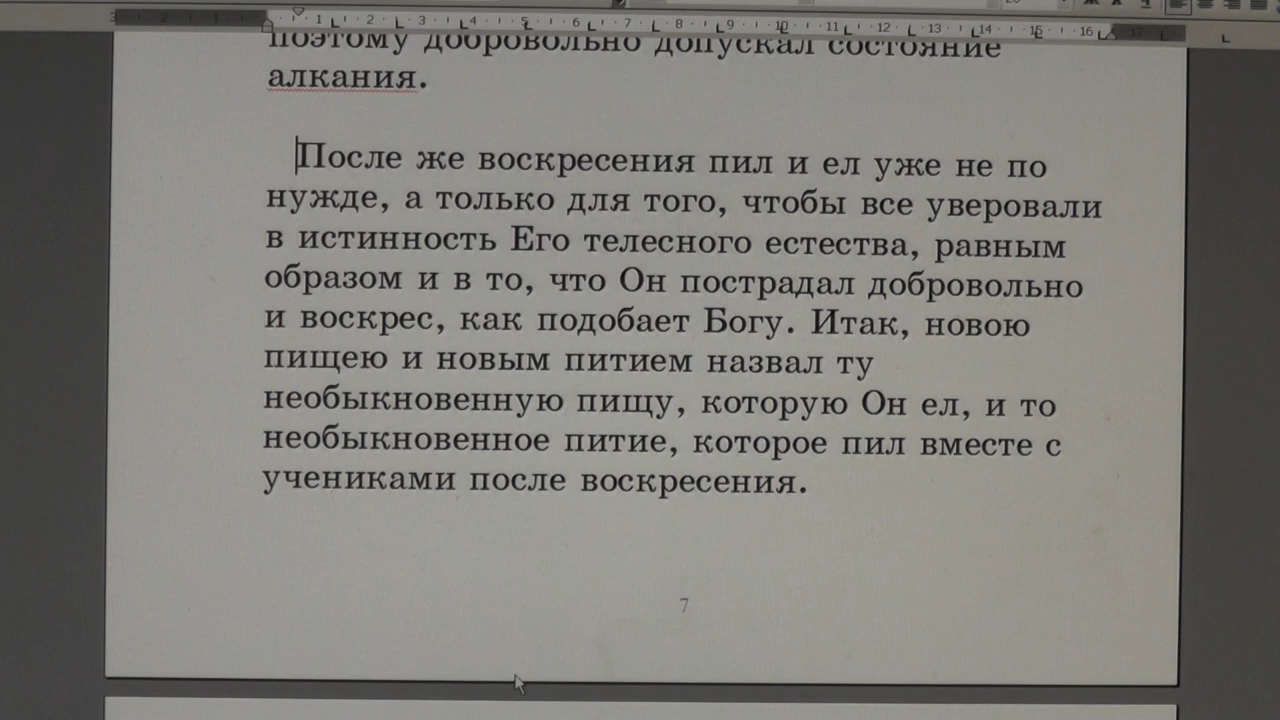 поэтому добровольно допускал состояние
алкания.
После же воскресения пил и ел уже не по
нужде, а только для того, чтобы все уверовали
в истинность Его телесного естества, равным
образом и в то, что Он пострадал добровольно
и воскрес, как подобает Богу. Итак, новою
пищею и новым питием назвал ту
необыкновенную пищу, которую Он ел, и то
необыкновенное питие, которое пил вместе с
учениками после воскресения.
7